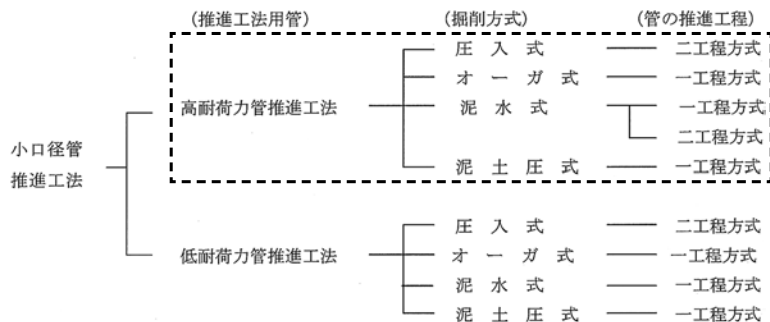 (推進工法用管) (掘削方式) (管の推進工程)
圧入式 二工程方式
オーガ式 一工程方式
高耐荷力管推進工法 泥水式 一工程方式
二工程方式
小口径管
推進工法
泥土圧式 一工程方式
圧入式 二工程方式
低耐荷力管推進工法 オーガ式 一工程方式
泥水式 一工程方式
泥土圧式 一工程方式